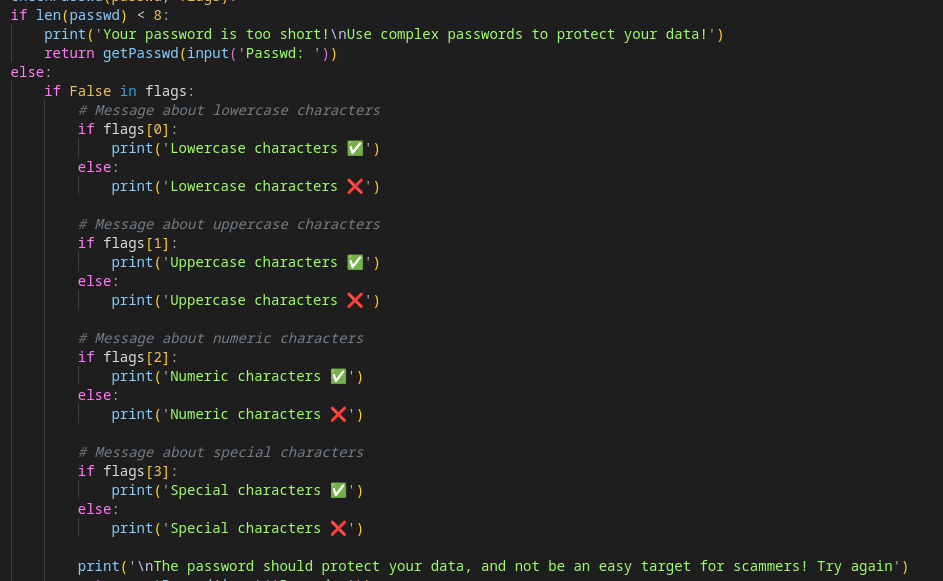 if len(passwd) < 8:
    print('Your password is too short!\nUse complex passwords to protect your data!')
    return getPasswd(input('Passwd: '))
else:
    if False in flags:
        # Message about lowercase characters
        if flags[0]:
            print('Lowercase characters ✅')
        else:
            print('Lowercase characters ❌')

        # Message about uppercase characters
        if flags[1]:
            print('Uppercase characters ✅')
        else:
            print('Uppercase characters ❌')

        # Message about numeric characters
        if flags[2]:
            print('Numeric characters ✅')
        else:
            print('Numeric characters ❌')

        # Message about special characters
        if flags[3]:
            print('Special characters ✅')
        else:
            print('Special characters ❌')

        print('\nThe password should protect your data, and not be an easy target for scammers! Try again')